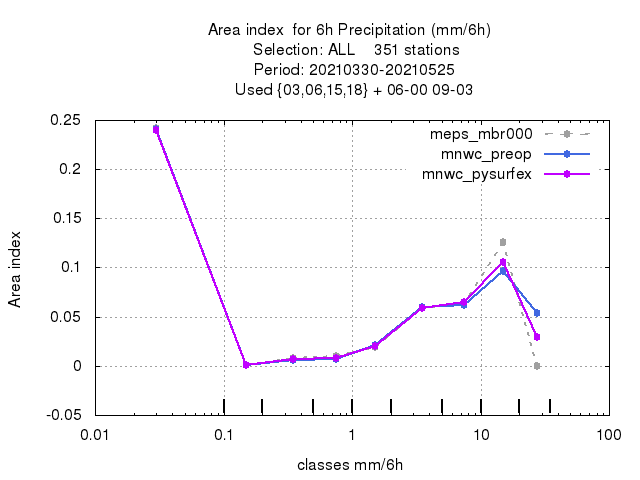 Area index  for 6h Precipitation (mm/6h)
Selection: ALL    351 stations
Period: 20210330-20210525
Used {03,06,15,18} + 06-00 09-03
meps_mbr000
mnwc_preop
mnwc_pysurfex
0.25
0.2
0.15
0.1
0.05
0
-0.05
Area index
0.01
0.1
1
10
100
classes mm/6h